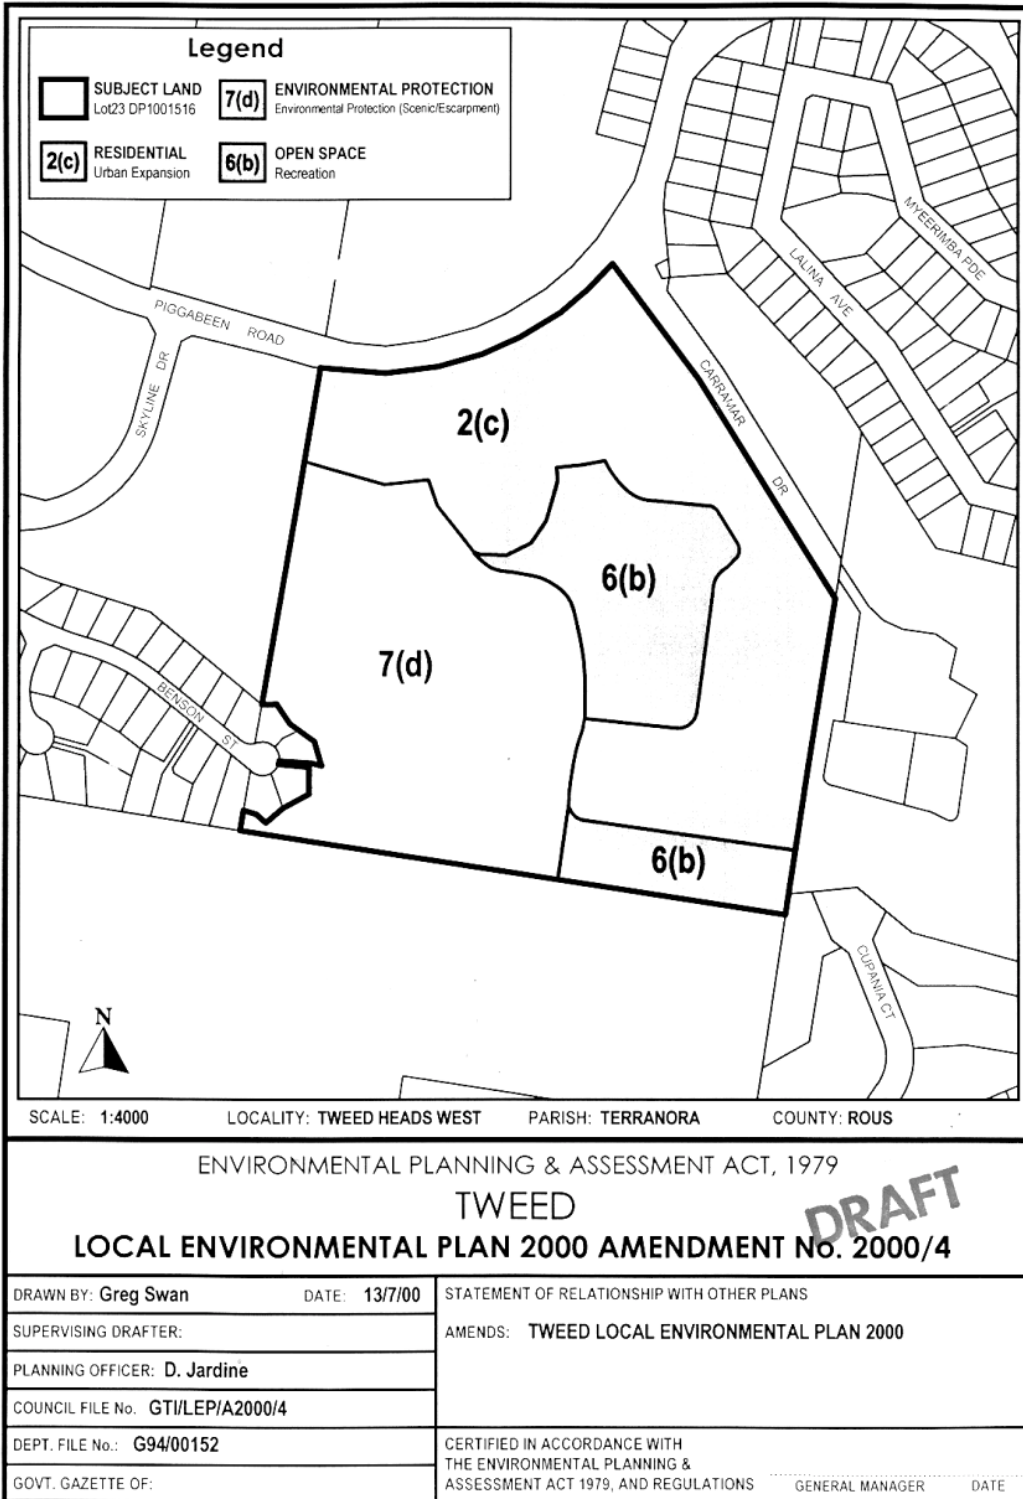 Legend
SUBJECT LAND
Lot23 DP1001516
7(d)
ENVIRONMENTAL PROTECTION
Environmental Protection (Scenic/Escarpment)
2(c)
RESIDENTIAL
Urban Expansion
6(b)
OPEN SPACE
Recreation
PIGGABEEN ROAD
SKYLINE DR
MYEERIMBA PDE
LALINA AVE
CARRAMAR DR
2(c)
6(b)
7(d)
BENSON ST
6(b)
CUPANIA CT
N
SCALE: 1:4000 LOCALITY: TWEED HEADS WEST PARISH: TERRANORA COUNTY: ROUS
ENVIRONMENTAL PLANNING & ASSESSMENT ACT, 1979
TWEED
DRAFT
LOCAL ENVIRONMENTAL PLAN 2000 AMENDMENT No. 2000/4
DRAWN BY: Greg Swan DATE: 13/7/00
SUPERVISING DRAFTER:
PLANNING OFFICER: D. Jardine
COUNCIL FILE No. GTI/LEP/A2000/4
DEPT. FILE No.: G94/00152
GOVT. GAZETTE OF:
STATEMENT OF RELATIONSHIP WITH OTHER PLANS
AMENDS: TWEED LOCAL ENVIRONMENTAL PLAN 2000
CERTIFIED IN ACCORDANCE WITH
THE ENVIRONMENTAL PLANNING &
ASSESSMENT ACT 1979, AND REGULATIONS
GENERAL MANAGER DATE